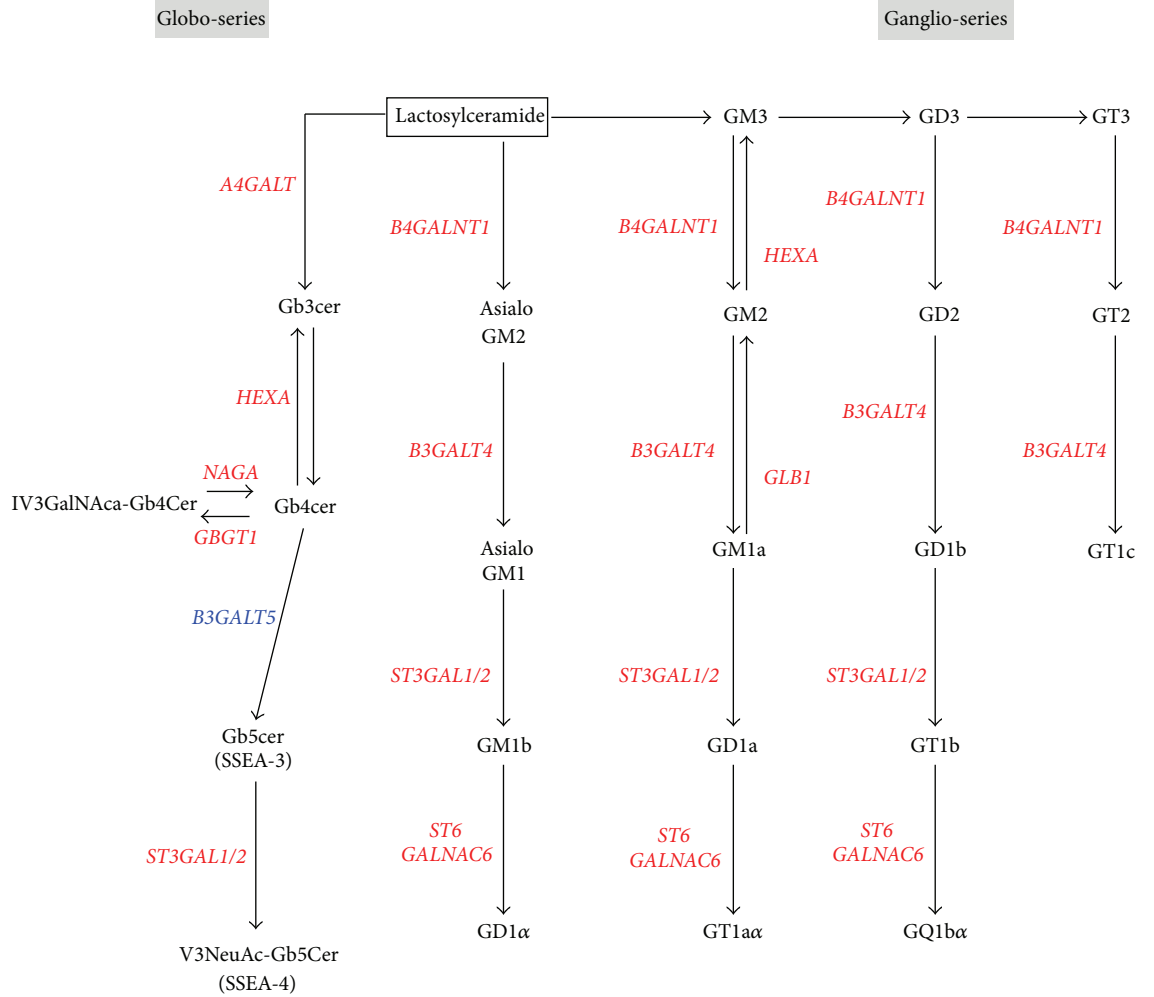 Globo-series
Ganglio-series
Lactosylceramide
GM3
GD3
GT3
A4GALT
B4GALNT1
B4GALNT1
HEXA
B4GALNT1
B4GALNT1
Gb3cer
Asialo
GM2
GM2
GD2
GT2
HEXA
B3GALT4
B3GALT4
GLB1
B3GALT4
B3GALT4
NAGA
IV3GalNAca-Gb4Cer
Gb4cer
GBGT1
Asialo
GM1
GM1a
GD1b
GT1c
B3GALT5
ST3GAL1/2
ST3GAL1/2
ST3GAL1/2
Gb5cer
(SSEA-3)
GM1b
GD1a
GT1b
ST3GAL1/2
ST6
GALNAC6
ST6
GALNAC6
ST6
GALNAC6
V3NeuAc-Gb5Cer
(SSEA-4)
GD1α
GT1aα
GQ1bα